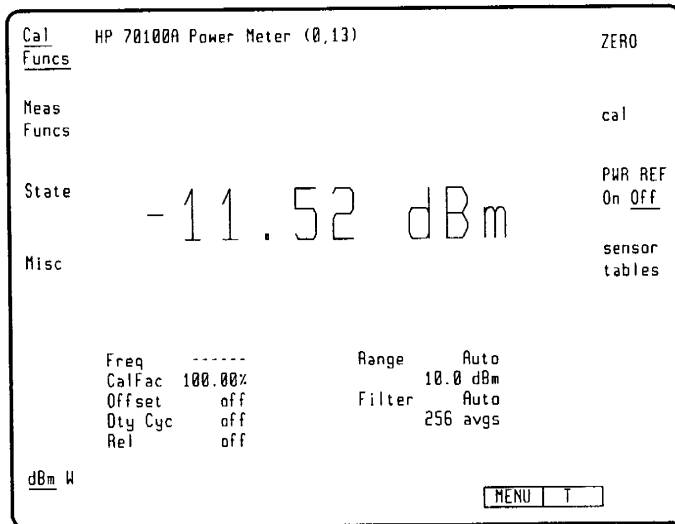 Cal
Funcs
HP 70100A Power Meter (0,13)
ZERO
Meas
Funcs
cal
State
-11.52 dBm
PWR REF
On Off
Misc
sensor
tables
Freq ------
CalFac 100.00%
Offset off
Dty Cyc off
Rel off
Range Auto
10.0 dBm
Filter Auto
256 avgs
dBm W
MENU T